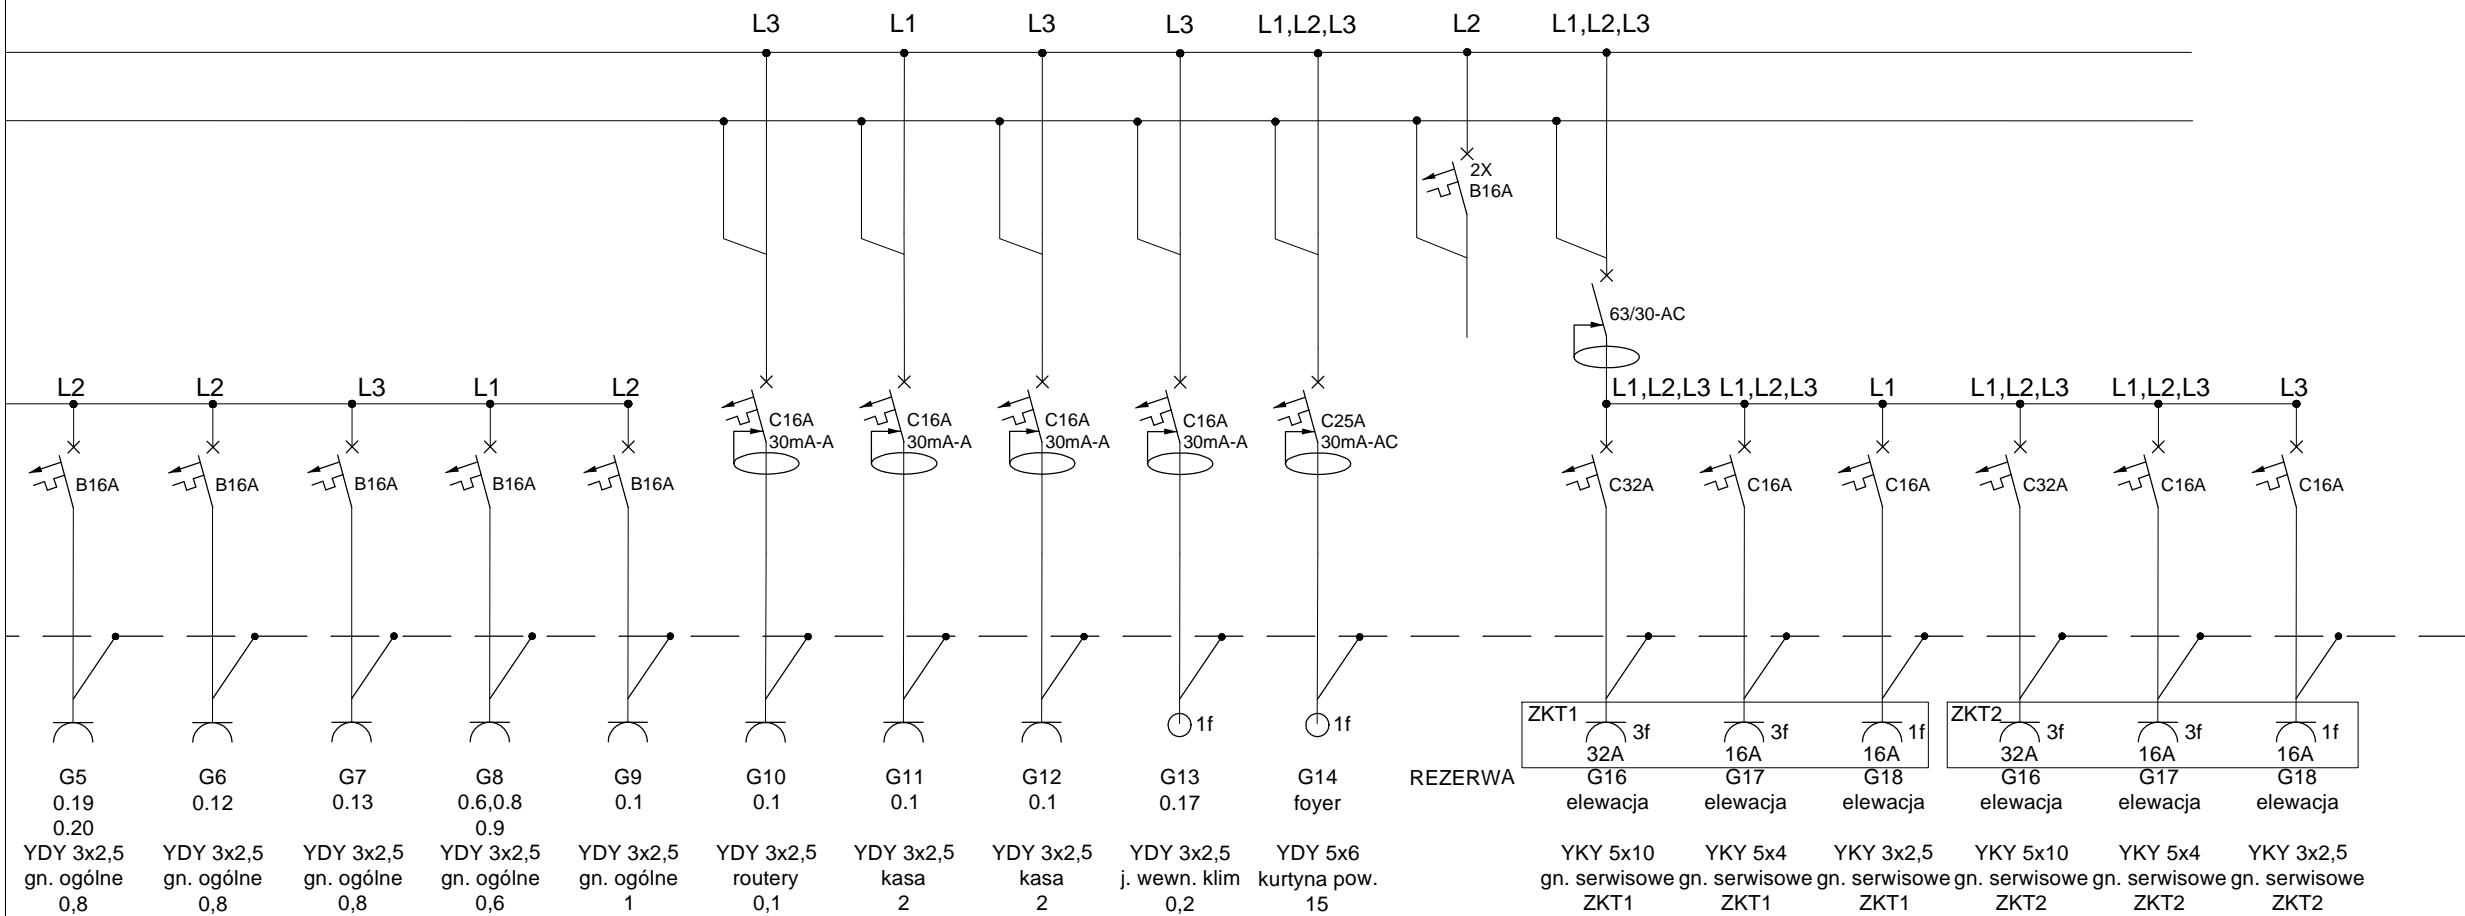 L3 L1 L3 L3 L1,L2,L3 L2 L1,L2,L3
2X
B16A
63/30-AC
L2 L2 L3 L1 L2 L1,L2,L3 L1,L2,L3 L1 L1,L2,L3 L1,L2,L3 L3
C16A C16A C16A C16A C25A
30mA-A 30mA-A 30mA-A 30mA-A 30mA-AC
B16A B16A B16A B16A B16A C32A C16A C16A C32A C16A C16A
ZKT1 ZKT2
1f 1f 3f 3f 1f 3f 3f 1f
32A 16A 16A 32A 16A 16A
G5 G6 G7 G8 G9 G10 G11 G12 G13 G14 REZERWA G16 G17 G18 G16 G17 G18
0.19 0.12 0.13 0.6,0.8 0.1 0.1 0.1 0.1 0.17 foyer elewacja elewacja elewacja elewacja elewacja elewacja
0.20 0.9
YDY 3x2,5 YDY 3x2,5 YDY 3x2,5 YDY 3x2,5 YDY 3x2,5 YDY 3x2,5 YDY 3x2,5 YDY 3x2,5 YDY 3x2,5 YDY 5x6 YKY 5x10 YKY 5x4 YKY 3x2,5 YKY 5x10 YKY 5x4 YKY 3x2,5
gn. ogólne gn. ogólne gn. ogólne gn. ogólne gn. ogólne routery kasa kasa j. wewn. klim kurtyna pow. gn. serwisowe gn. serwisowe gn. serwisowe gn. serwisowe gn. serwisowe gn. serwisowe
0,8 0,8 0,8 0,6 1 0,1 2 2 0,2 15 ZKT1 ZKT1 ZKT1 ZKT2 ZKT2 ZKT2